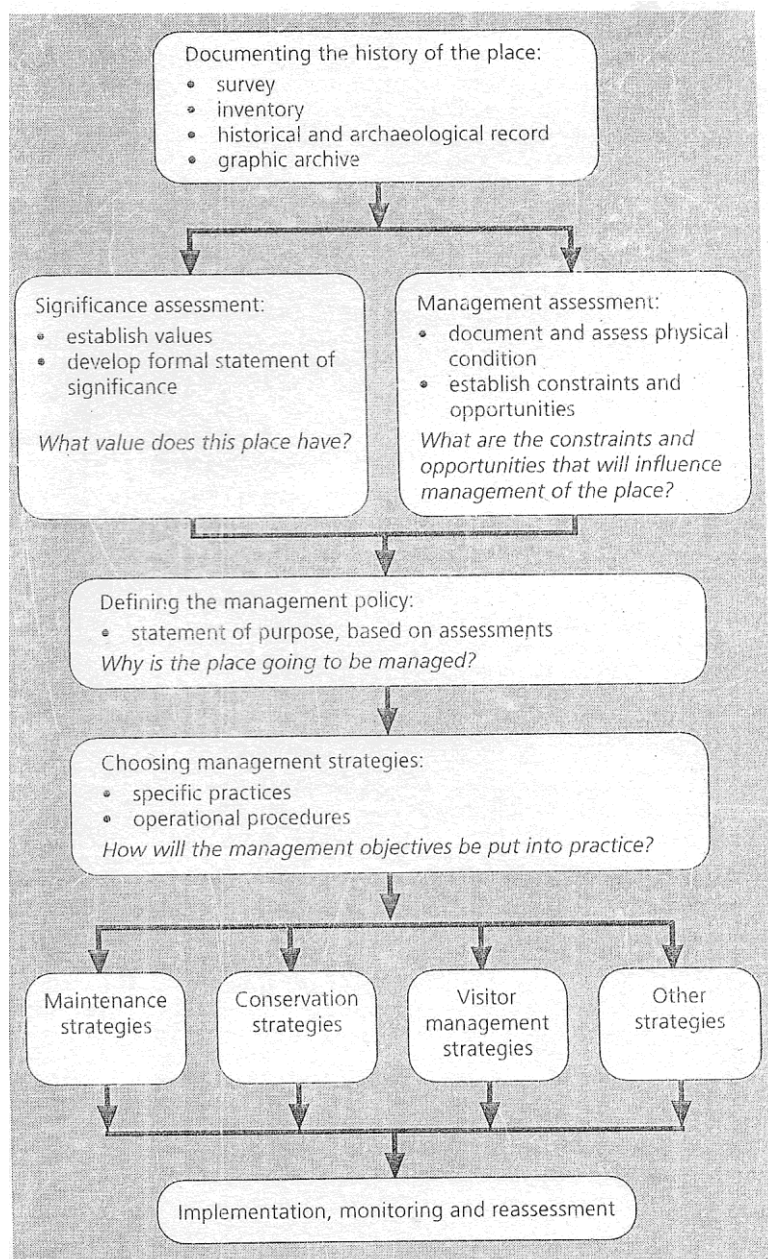 Documenting the history of the place:
• survey
• inventory
• historical and archaeological record
• graphic archive
Significance assessment:
• establish values
• develop formal statement of
significance
What value does this place have?
Management assessment:
• document and assess physical
condition
• establish constraints and
opportunities
What are the constraints and
opportunities that will influence
management of the place?
Defining the management policy:
• statement of purpose, based on assessments
Why is the place going to be managed?
Choosing management strategies:
• specific practices
• operational procedures
How will the management objectives be put into practice?
Maintenance
strategies
Conservation
strategies
Visitor
management
strategies
Other
strategies
Implementation, monitoring and reassessment